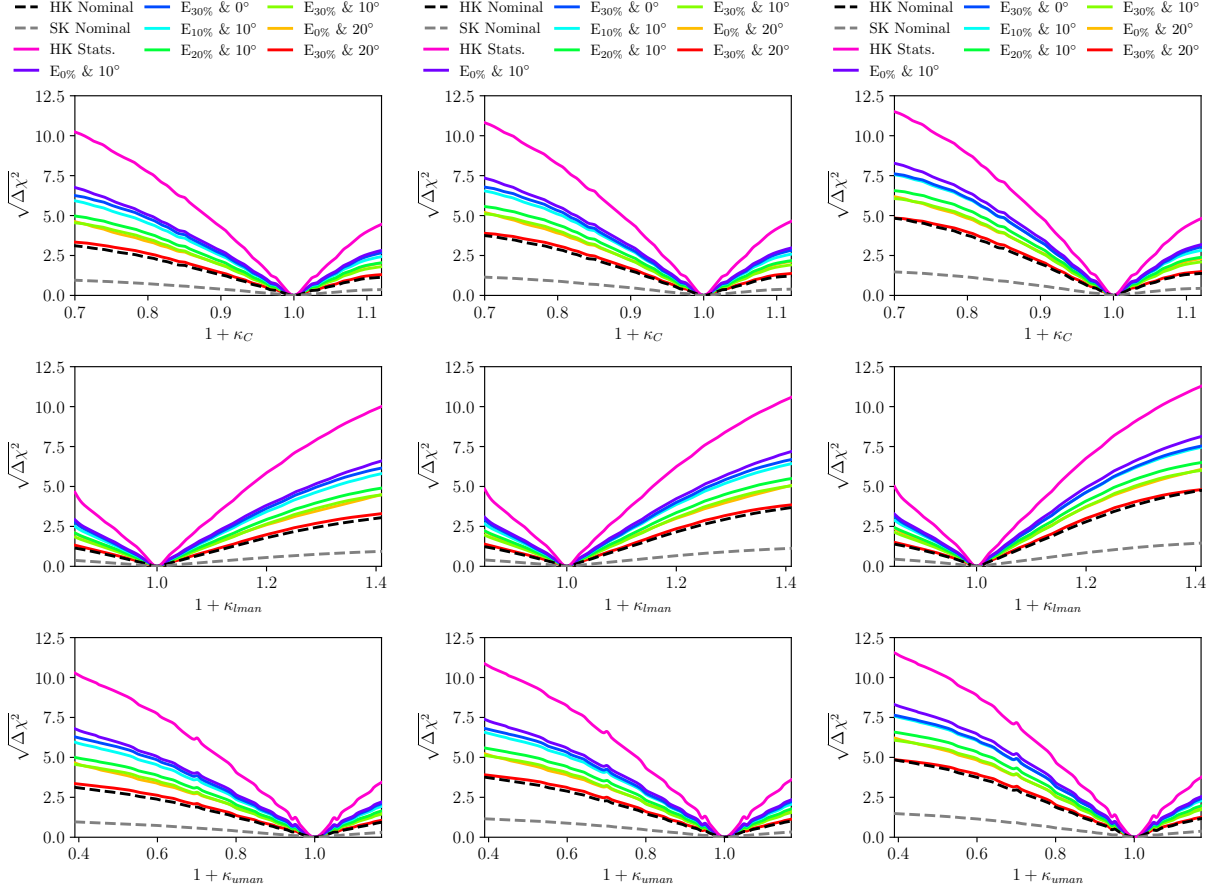 HK Nominal E30% & 0° E30% & 10° HK Nominal E30% & 0° E30% & 10° HK Nominal E30% & 0° E30% & 10°
SK Nominal E10% & 10° E0% & 20° SK Nominal E10% & 10° E0% & 20° SK Nominal E10% & 10° E0% & 20°
HK Stats. E20% & 10° E30% & 20° HK Stats. E20% & 10° E30% & 20° HK Stats. E20% & 10° E30% & 20°
E0% & 10° E0% & 10° E0% & 10°
12.5 12.5 12.5
10.0 10.0 10.0
7.5 7.5 7.5
√Δχ² √Δχ² √Δχ²
5.0 5.0 5.0
2.5 2.5 2.5
0.0 0.0 0.0
0.7 0.8 0.9 1.0 1.1 0.7 0.8 0.9 1.0 1.1 0.7 0.8 0.9 1.0 1.1
1 + κC 1 + κC 1 + κC
12.5 12.5 12.5
10.0 10.0 10.0
7.5 7.5 7.5
√Δχ² √Δχ² √Δχ²
5.0 5.0 5.0
2.5 2.5 2.5
0.0 0.0 0.0
1.0 1.2 1.4 1.0 1.2 1.4 1.0 1.2 1.4
1 + κlman 1 + κlman 1 + κlman
12.5 12.5 12.5
10.0 10.0 10.0
7.5 7.5 7.5
√Δχ² √Δχ² √Δχ²
5.0 5.0 5.0
2.5 2.5 2.5
0.0 0.0 0.0
0.4 0.6 0.8 1.0 0.4 0.6 0.8 1.0 0.4 0.6 0.8 1.0
1 + κuman 1 + κuman 1 + κuman